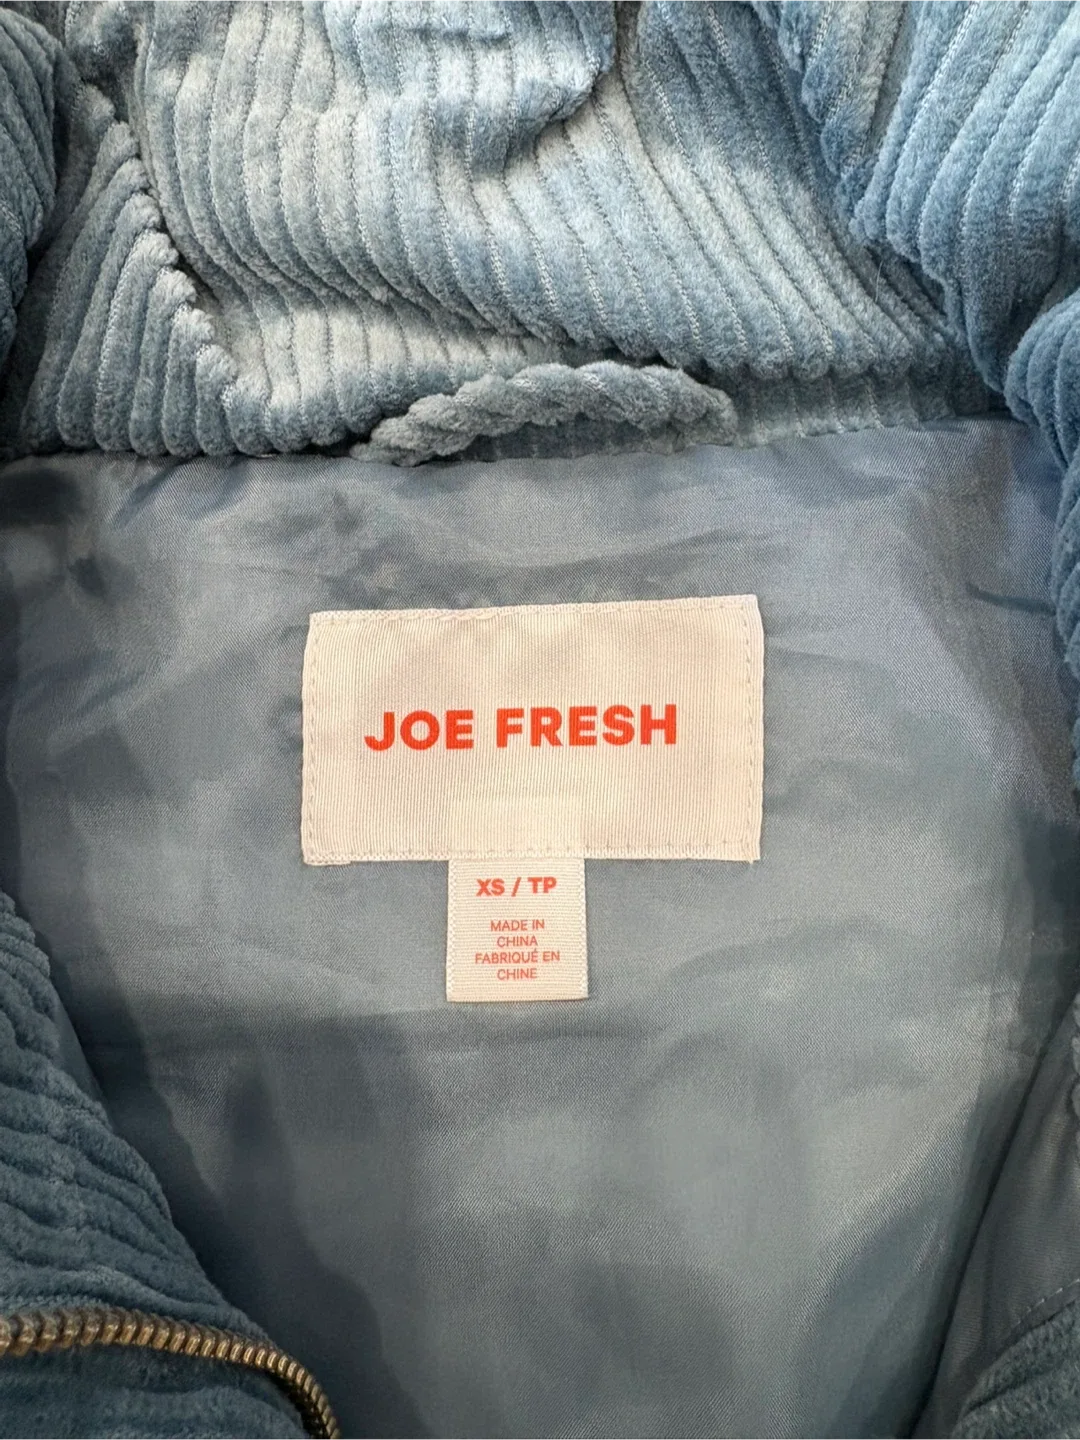 JOE FRESH
XS / TP
MADE IN
CHINA
FABRIQUÉ EN
CHINE